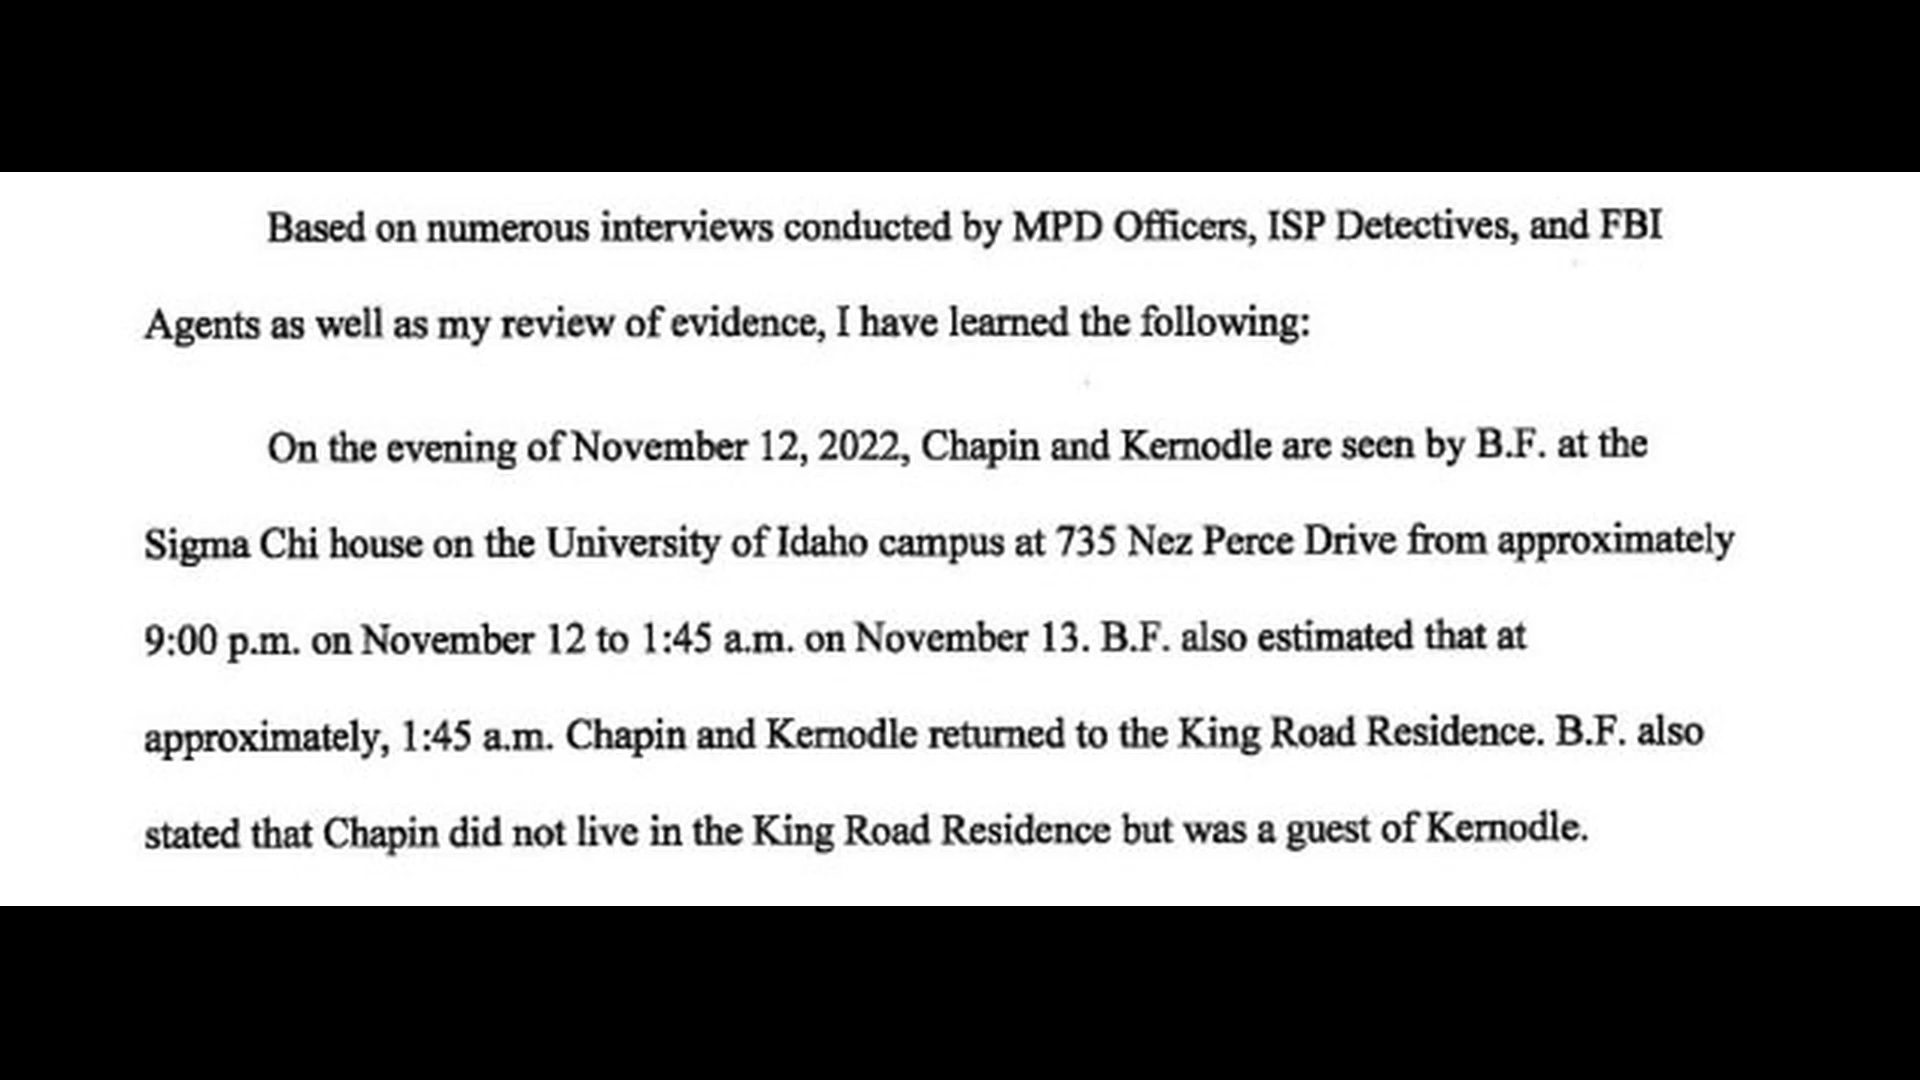 Based on numerous interviews conducted by MPD Officers, ISP Detectives, and FBI
Agents as well as my review of evidence, I have learned the following:
On the evening of November 12, 2022, Chapin and Kernodle are seen by B.F. at the
Sigma Chi house on the University of Idaho campus at 735 Nez Perce Drive from approximately
9:00 p.m. on November 12 to 1:45 a.m. on November 13. B.F. also estimated that at
approximately, 1:45 a.m. Chapin and Kernodle returned to the King Road Residence. B.F. also
stated that Chapin did not live in the King Road Residence but was a guest of Kernodle.